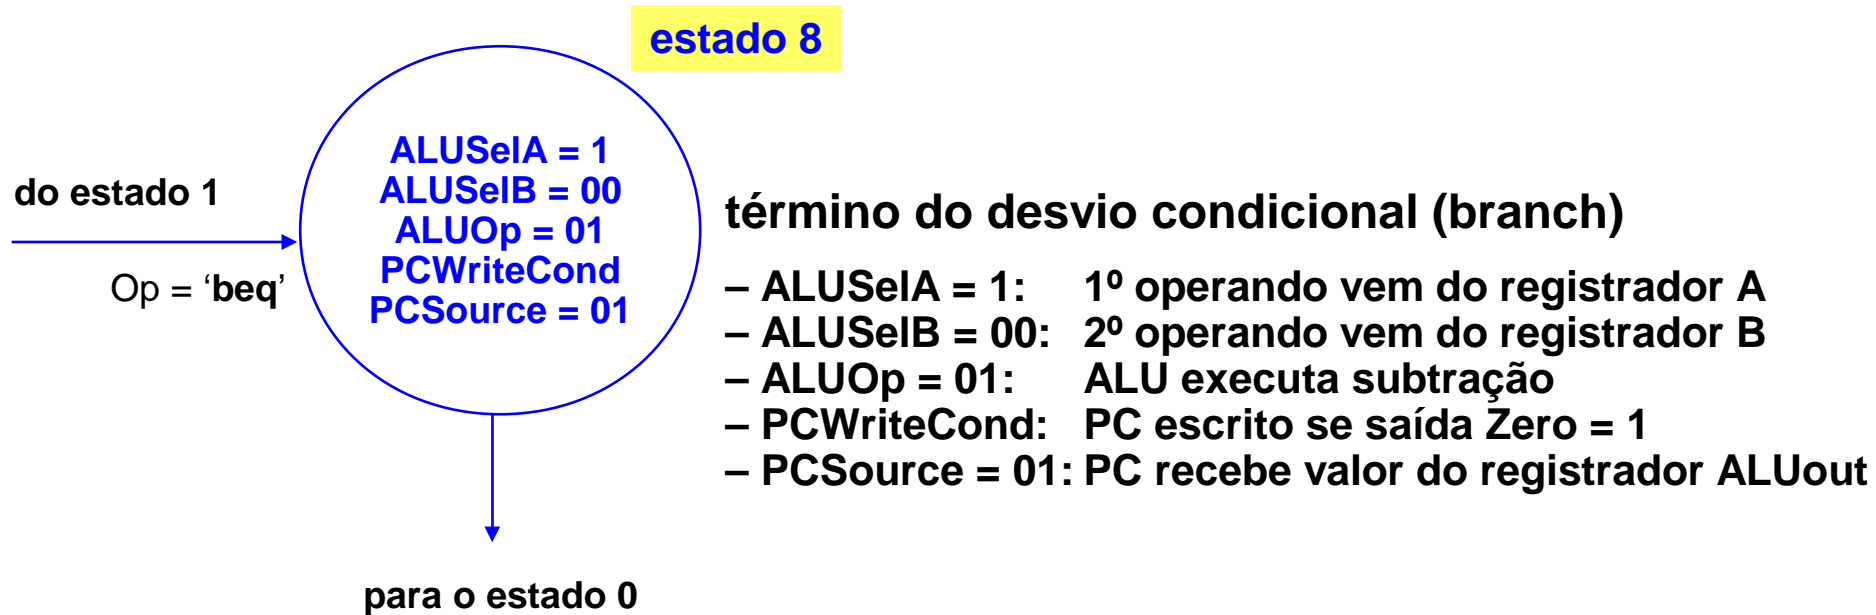 estado 8
ALUSelA = 1
ALUSelB = 00
ALUOp = 01
PCWriteCond
PCSource = 01
do estado 1
Op = ‘beq’
para o estado 0
término do desvio condicional (branch)
– ALUSelA = 1: 1º operando vem do registrador A
– ALUSelB = 00: 2º operando vem do registrador B
– ALUOp = 01: ALU executa subtração
– PCWriteCond: PC escrito se saída Zero = 1
– PCSource = 01: PC recebe valor do registrador ALUout